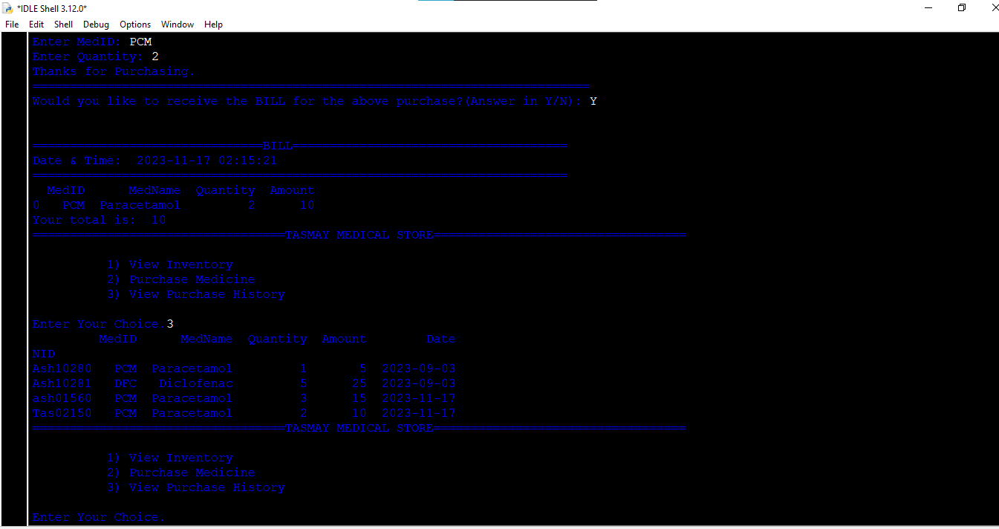 *IDLE Shell 3.12.0*
File Edit Shell Debug Options Window Help
Enter MedID: PCM
Enter Quantity: 2
Thanks for Purchasing.
===========================================================================
Would you like to receive the BILL for the above purchase?(Answer in Y/N): Y
===============================BILL=====================================
Date & Time:  2023-11-17 02:15:21
========================================================================
  MedID      MedName  Quantity  Amount
0   PCM  Paracetamol         2      10
Your total is:  10
==================================TASMAY MEDICAL STORE==================================
1) View Inventory
2) Purchase Medicine
3) View Purchase History
Enter Your Choice.3
         MedID      MedName  Quantity  Amount        Date
NID
Ash10280   PCM  Paracetamol         1       5  2023-09-03
Ash10281   DFC   Diclofenac         5      25  2023-09-03
ash01560   PCM  Paracetamol         3      15  2023-11-17
Tas02150   PCM  Paracetamol         2      10  2023-11-17
==================================TASMAY MEDICAL STORE==================================
1) View Inventory
2) Purchase Medicine
3) View Purchase History
Enter Your Choice.